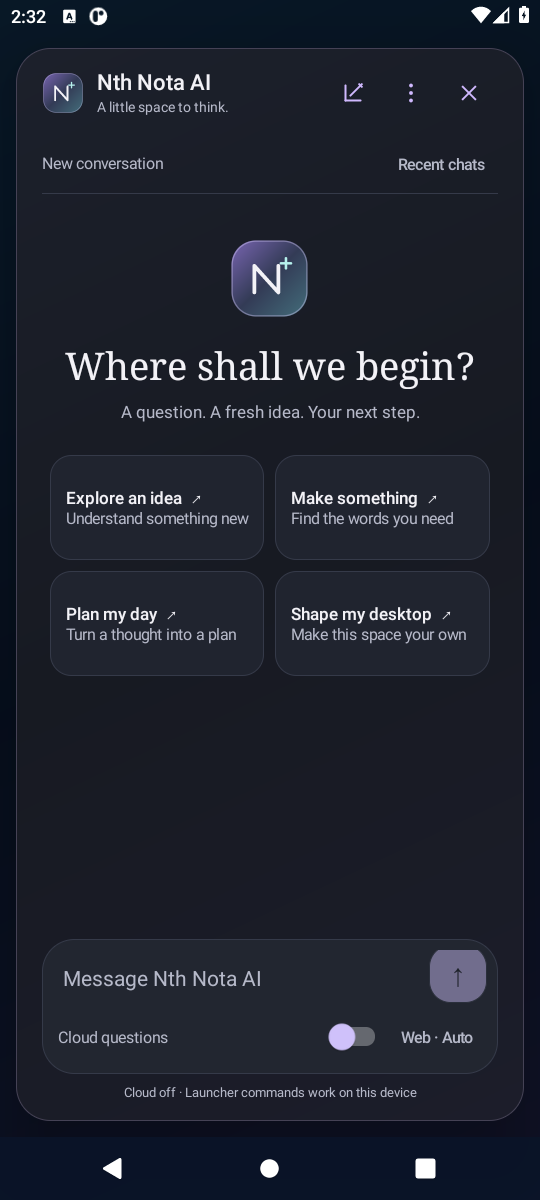 2:32
Nth Nota AI
A little space to think.
New conversation
Recent chats
N+
Where shall we begin?
A question. A fresh idea. Your next step.
Explore an idea ↗
Understand something new
Make something ↗
Find the words you need
Plan my day ↗
Turn a thought into a plan
Shape my desktop ↗
Make this space your own
Message Nth Nota AI
↑
Cloud questions
Web · Auto
Cloud off · Launcher commands work on this device